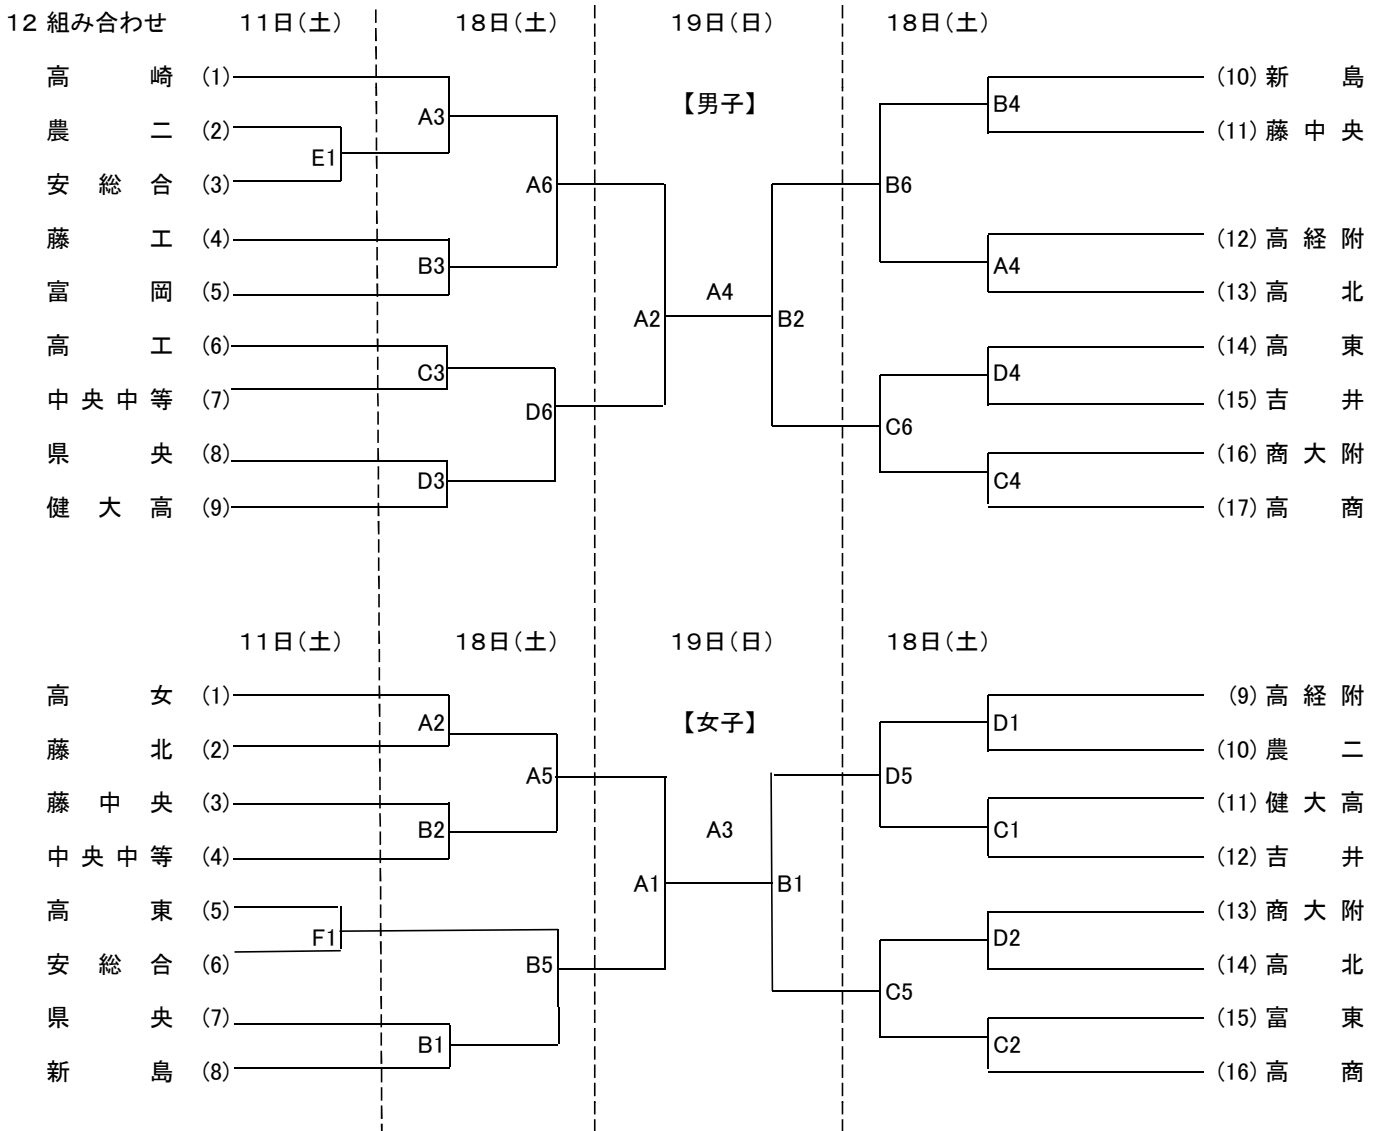 12 組み合わせ 11日(土) 18日(土) 19日(日) 18日(土)
高崎 (1) (10) 新島
【男子】
A3 B4
農二 (2) (11) 藤中央
E1
安総合 (3) A6 B6
藤工 (4) (12) 高経附
B3 A4
富岡 (5) A4 (13) 高北
A2 B2
高工 (6) (14) 高東
C3 D4
中央中等 (7) D6 (15) 吉井
C6
県央 (8) (16) 商大附
D3 C4
健大高 (9) (17) 高商
11日(土) 18日(土) 19日(日) 18日(土)
高女 (1) (9) 高経附
A2 【女子】 D1
藤北 (2) (10) 農二
A5 D5
藤中央 (3) (11) 健大高
B2 A3 C1
中央中等 (4) (12) 吉井
A1 B1
高東 (5) (13) 商大附
F1 D2
安総合 (6) B5 (14) 高北
C5
県央 (7) (15) 富東
B1 C2
新島 (8) (16) 高商